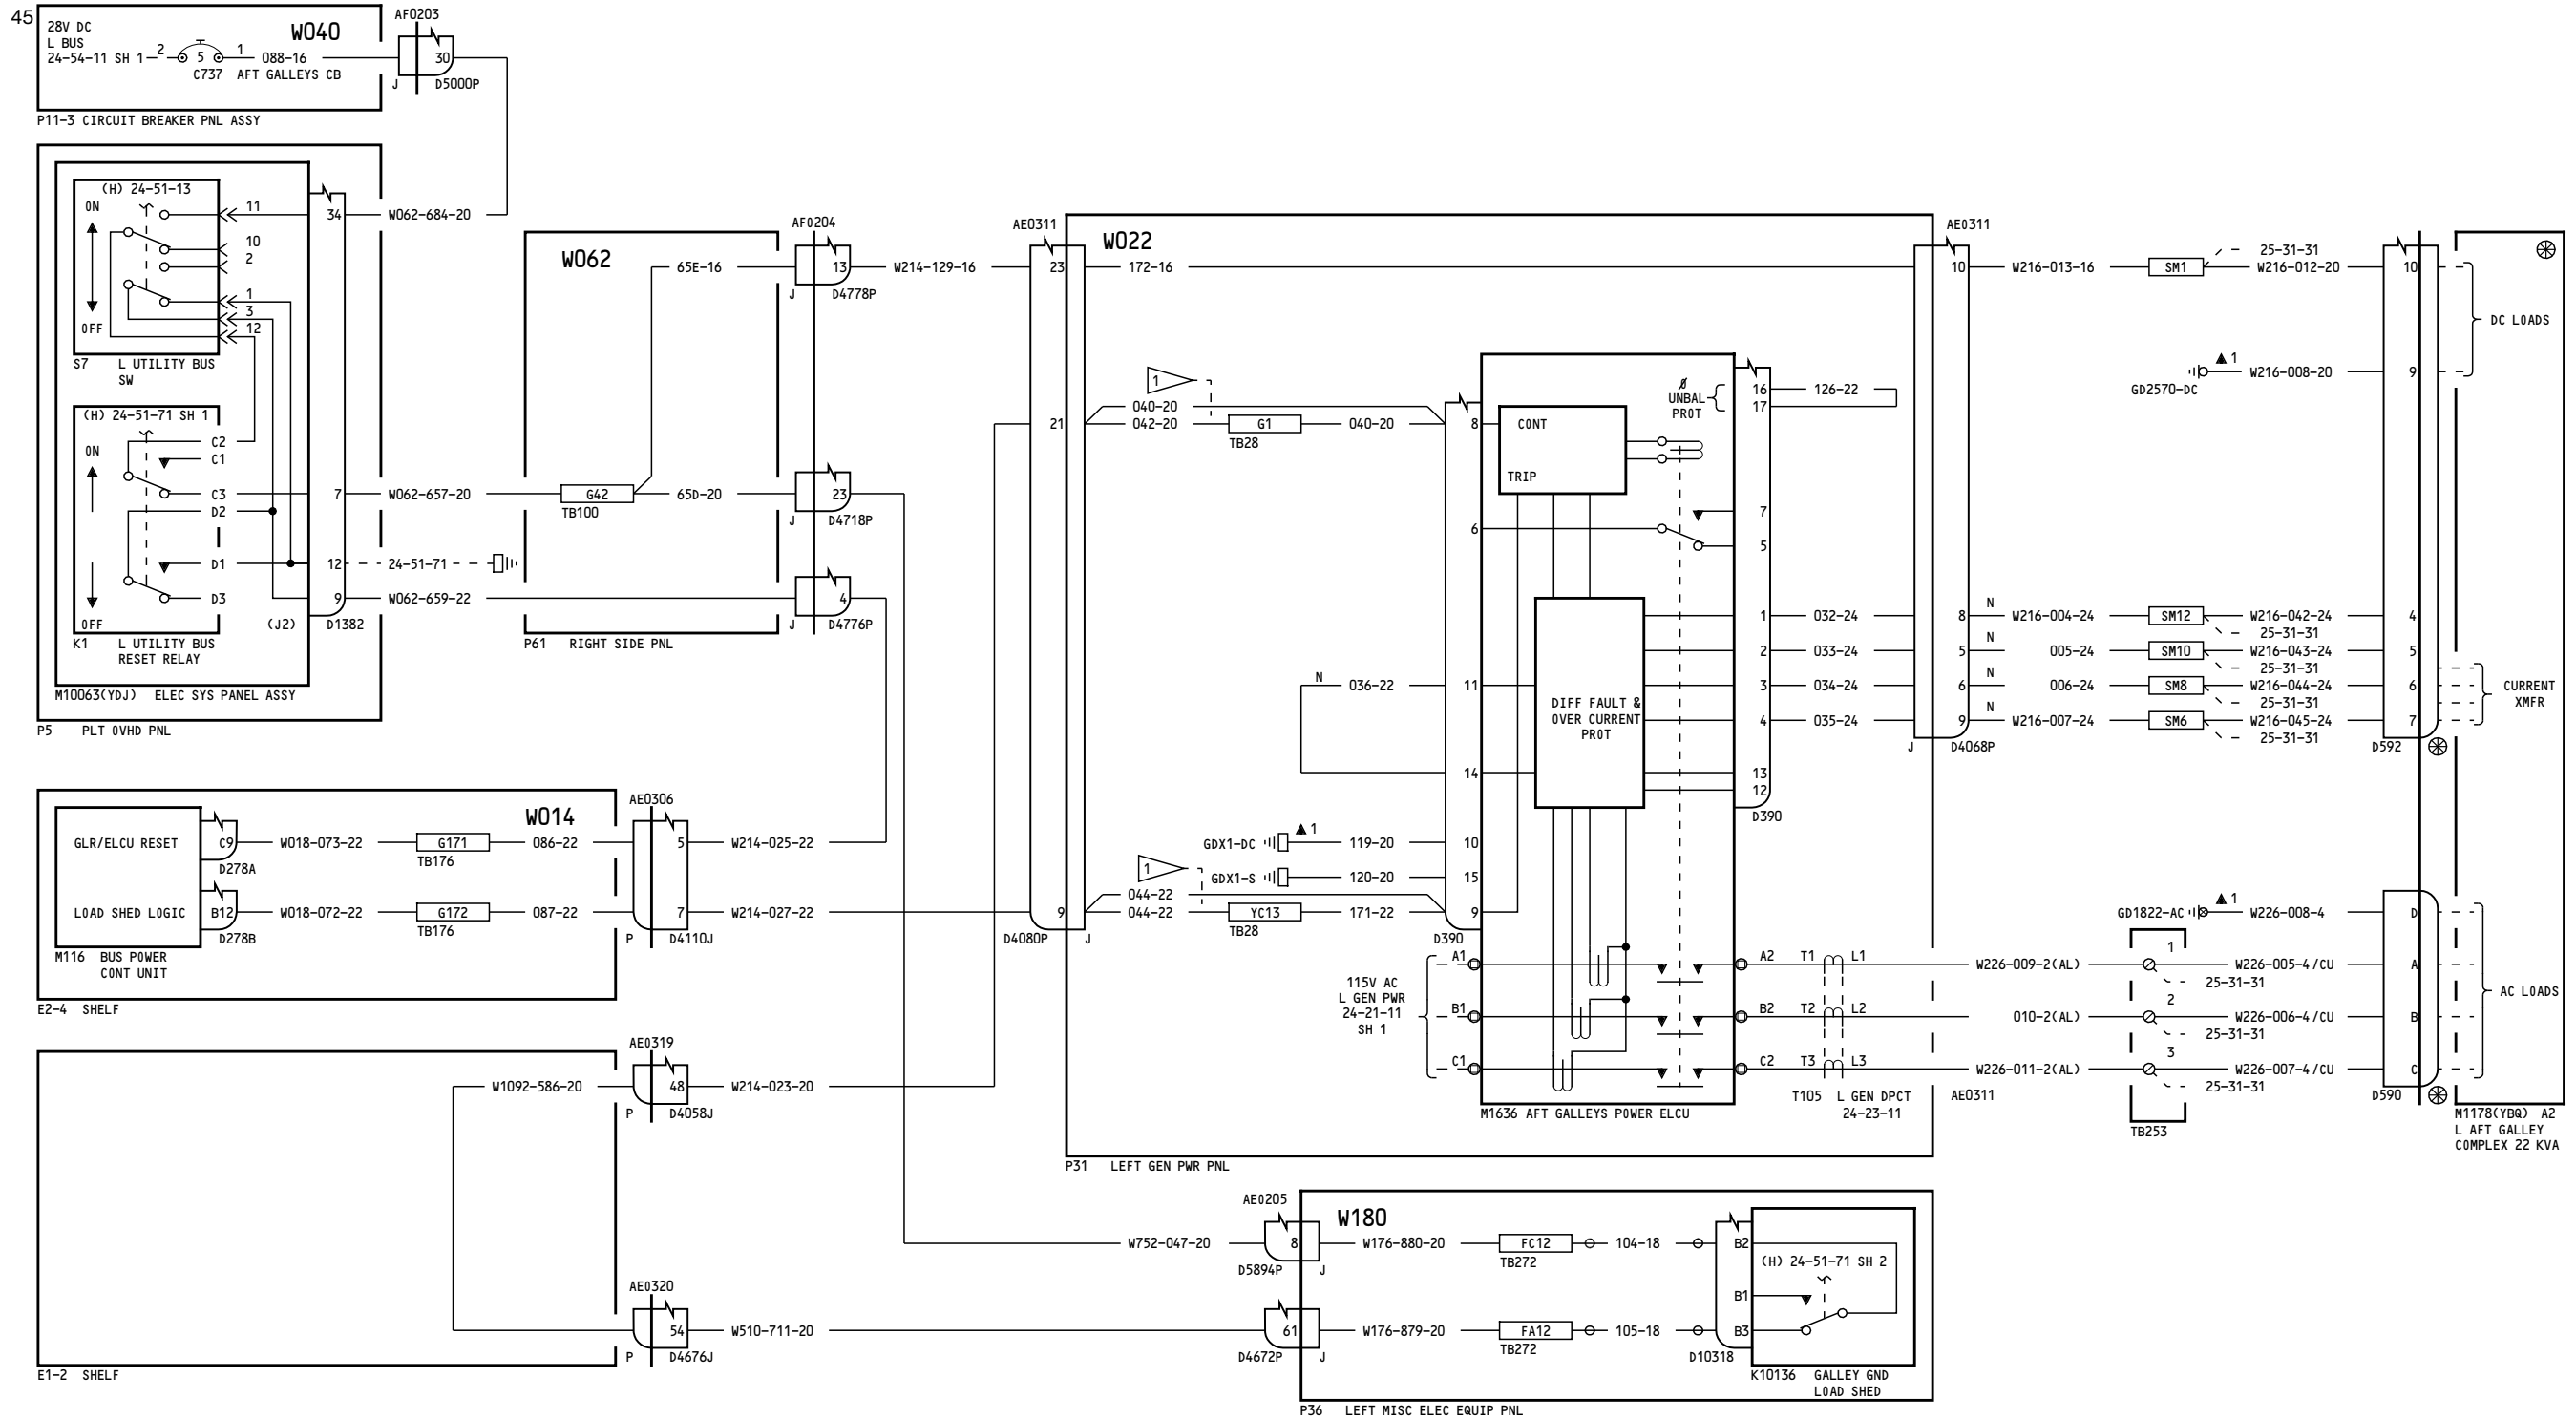 45
28V DC
L BUS
24-54-11 SH 1
2
5
1
C737
W040
088-16
AFT GALLEYS CB
P11-3 CIRCUIT BREAKER PNL ASSY
AF0203
30
J
D5000P
(H) 24-51-13
ON
OFF
11
10
2
1
3
12
S7
L UTILITY BUS
SW
(H) 24-51-71 SH 1
ON
OFF
C2
C1
C3
D2
D1
D3
K1
L UTILITY BUS
RESET RELAY
34
7
12
9
(J2)
D1382
M10063(YDJ) ELEC SYS PANEL ASSY
P5 PLT OVHD PNL
W062-684-20
W062-657-20
24-51-71
W062-659-22
W062
65E-16
G42
TB100
65D-20
P61 RIGHT SIDE PNL
AF0204
13
J
D4778P
23
J
D4718P
4
J
D4776P
W214-129-16
W014
GLR/ELCU RESET
LOAD SHED LOGIC
C9
D278A
B12
D278B
M116 BUS POWER
CONT UNIT
E2-4 SHELF
W018-073-22
G171
TB176
086-22
W018-072-22
G172
TB176
087-22
AE0306
5
7
P
D4110J
W214-025-22
W214-027-22
E1-2 SHELF
W1092-586-20
AE0319
48
P
D4058J
W214-023-20
AE0320
54
P
D4676J
W510-711-20
AE0311
W022
23
21
9
D4080P
J
172-16
1
040-20
042-20
G1
TB28
040-20
N
036-22
GDX1-DC
1
119-20
GDX1-S
120-20
1
044-22
044-22
YC13
TB28
171-22
8
6
11
14
10
15
9
D390
CONT
TRIP
Ø
UNBAL
PROT
DIFF FAULT &
OVER CURRENT
PROT
16
17
7
5
1
2
3
4
13
12
D390
126-22
032-24
033-24
034-24
035-24
115V AC
L GEN PWR
24-21-11
SH 1
A1
B1
C1
A2
B2
C2
T1
T2
T3
L1
L2
L3
M1636 AFT GALLEYS POWER ELCU
T105 L GEN DPCT
24-23-11
P31 LEFT GEN PWR PNL
AE0311
10
8
5
6
9
J
D4068P
AE0311
W216-013-16
SM1
25-31-31
W216-012-20
1
GD2570-DC
W216-008-20
N
W216-004-24
SM12
W216-042-24
25-31-31
N
005-24
SM10
W216-043-24
25-31-31
N
006-24
SM8
W216-044-24
25-31-31
N
W216-007-24
SM6
W216-045-24
25-31-31
10
9
4
5
6
7
D592
DC LOADS
CURRENT
XMFR
1
GD1822-AC
W226-008-4
W226-009-2(AL)
1
W226-005-4/CU
25-31-31
010-2(AL)
2
W226-006-4/CU
25-31-31
W226-011-2(AL)
3
W226-007-4/CU
25-31-31
TB253
D
A
B
C
D590
AC LOADS
M1178(YBQ) A2
L AFT GALLEY
COMPLEX 22 KVA
W752-047-20
AE0205
8
D5894P
J
61
D4672P
J
W180
W176-880-20
FC12
TB272
104-18
W176-879-20
FA12
TB272
105-18
B2
B1
B3
D10318
(H) 24-51-71 SH 2
K10136 GALLEY GND
LOAD SHED
P36 LEFT MISC ELEC EQUIP PNL